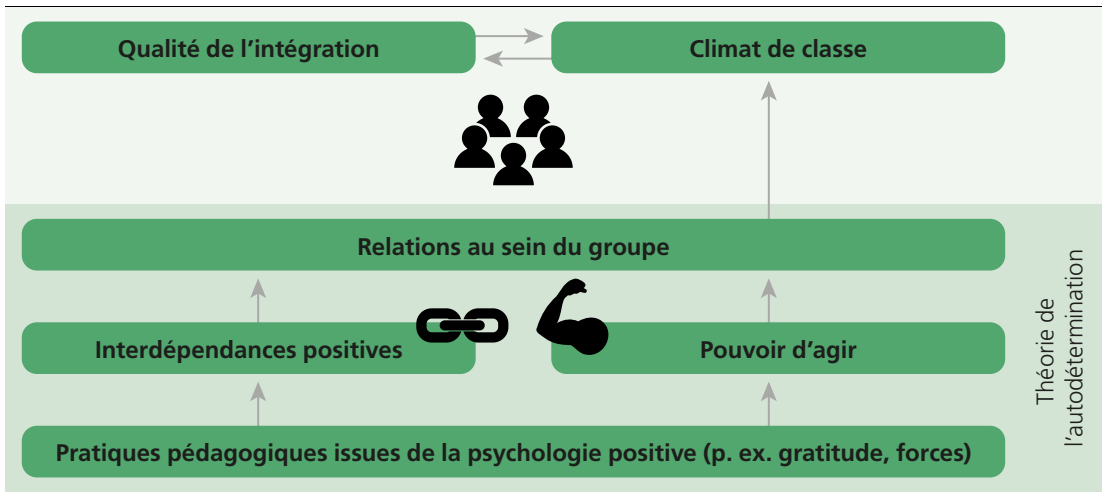 Qualité de l'intégration
Climat de classe
Relations au sein du groupe
Interdépendances positives
Pouvoir d'agir
Pratiques pédagogiques issues de la psychologie positive (p. ex. gratitude, forces)
Théorie de
l'autodétermination